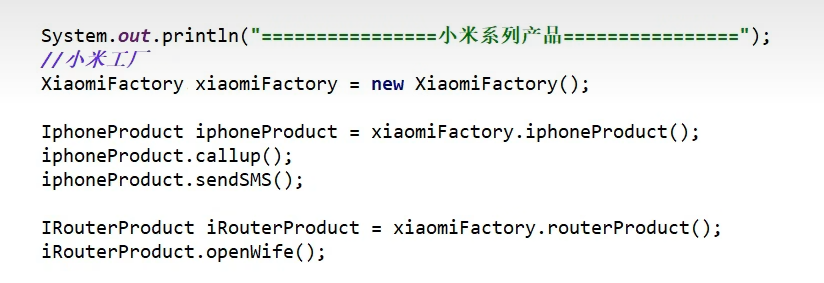 System.out.println("================小米系列产品================");
//小米工厂
XiaomiFactory xiaomiFactory = new XiaomiFactory();
IphoneProduct iphoneProduct = xiaomiFactory.iphoneProduct();
iphoneProduct.callup();
iphoneProduct.sendSMS();
IRouterProduct iRouterProduct = xiaomiFactory.routerProduct();
iRouterProduct.openWife();